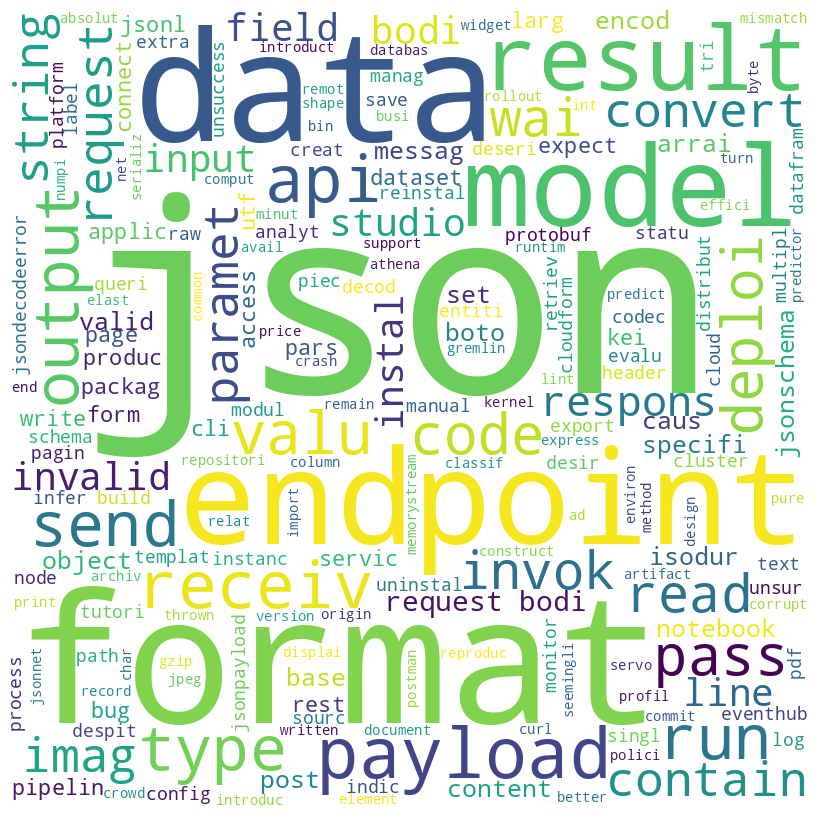 absolut
jsonl
extra
field
introduct
bodi
databas
widget
larg
encod
mismatch
string
platform
label
request
connect
unsuccess
data
remot
shape
manag
save
busi
result
rollout
int
tri
byte
wai
convert
numpi
net
serializ
input
bin
creat
messag
deseri
expect
arrai
turn
dataframe
api
dataset
reinstal
model
effici
comput
minut
utf
paramet
studio
applic
raw
avail
analyt
support
protobuf
statu
runtim
multipl
predictor
jsondecodeerror
output
json
queri
elast
common
access
piec
decod
athena
set
entiti
retriev
cloudform
predict
codec
distribut
deploi
valid
page
produc
price
pars
crash
instal
boto
gremlin
kei
evalu
header
cloud
jsonschema
end
packag
write
form
schema
modul
cli
remain
manual
kernel
lint
respons
export
caus
pagin
valu
code
express
specifi
invalid
repositori
column
classif
desir
cluster
infer
build
relat
import
memorystream
endpoint
environ
method
ad
design
pure
send
object
templat
instanc
servic
construct
invok
isodur
text
node
archiv
receiv
uninstal
artifact
read
unsur
corrupt
print
tutori
thrown
version
origin
request bodi
notebook
format
process
jsonnet
path
char
gzip
jpeg
displai
postman
reproduc
monitor
seemingli
servo
pass
pdf
record
bug
jsonpayload
base
rest
profil
line
despit
sourc
written
document
curl
commit
eventhub
imag
type
payload
singl
polici
run
log
pipelin
crowd
config
introduc
post
indic
element
content
better
contain